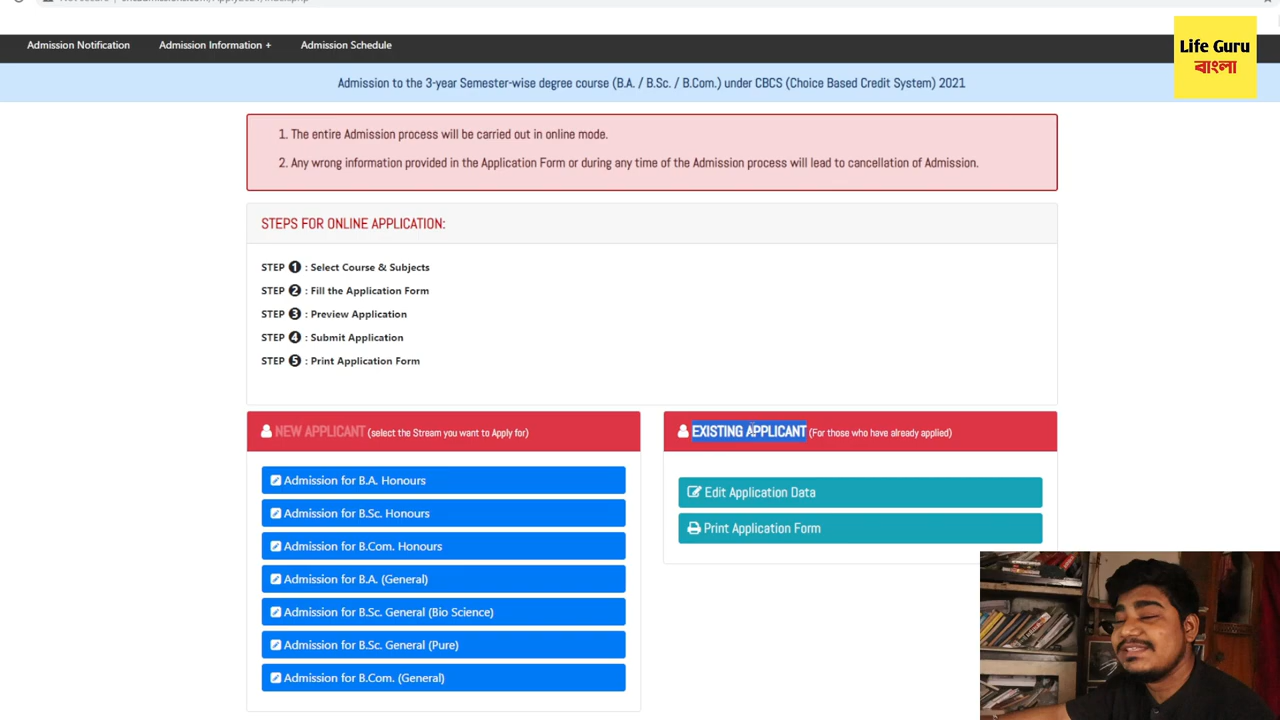 Admission Notification Admission Information + Admission Schedule
Life Guru
বাংলা
Admission to the 3-year Semester-wise degree course (B.A. / B.Sc. / B.Com.) under CBCS (Choice Based Credit System) 2021
1. The entire Admission process will be carried out in online mode.
2. Any wrong information provided in the Application Form or during any time of the Admission process will lead to cancellation of Admission.
STEPS FOR ONLINE APPLICATION:
STEP 1 : Select Course & Subjects
STEP 2 : Fill the Application Form
STEP 3 : Preview Application
STEP 4 : Submit Application
STEP 5 : Print Application Form
NEW APPLICANT (select the Stream you want to Apply for)
Admission for B.A. Honours
Admission for B.Sc. Honours
Admission for B.Com. Honours
Admission for B.A. (General)
Admission for B.Sc. General (Bio Science)
Admission for B.Sc. General (Pure)
Admission for B.Com. (General)
EXISTING APPLICANT (For those who have already applied)
Edit Application Data
Print Application Form